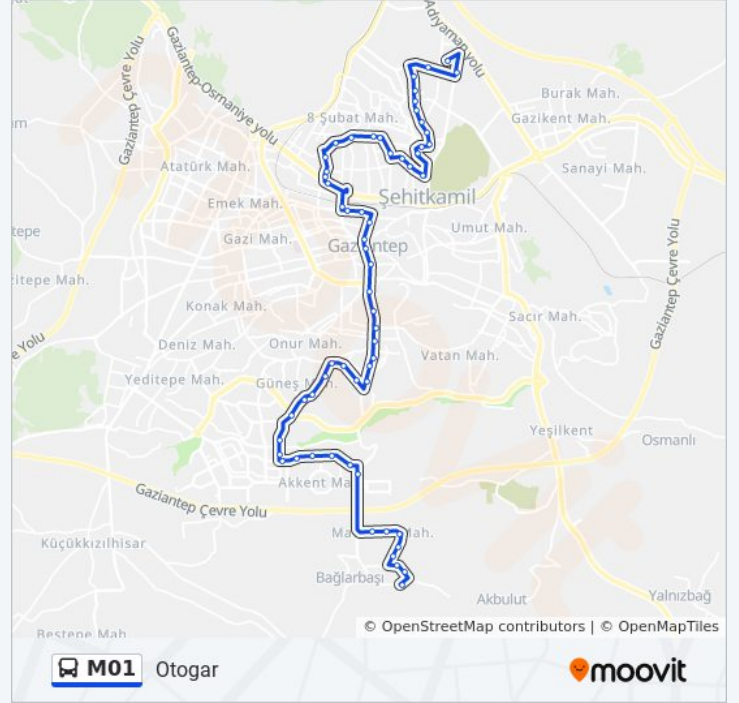 Adıyaman yolu
Gaziantep-Osmaniye yolu
Gaziantep Çevre Yolu
Burak Mah.
8 Şubat Mah.
Gazikent Mah.
Atatürk Mah.
Sanayi Mah.
Emek Mah.
Şehitkamil
Umut Mah.
tepe
Gazi Mah.
Gaziantep
Gaziantep Çevre Yolu
zitepe Mah.
Konak Mah.
Sacır Mah.
e Yolu
Deniz Mah.
Onur Mah.
Vatan Mah.
Yeditepe Mah.
Güneş M
h.
Yeşilkent
Osmanlı
Akkent Ma
Gaziantep Çevre Yolu
Ma
Mah.
Küçükkızılhisar
Bağlarbaşı
Akbulut
Yalnızbağ
Bestepe Mah
© OpenStreetMap contributors | © OpenMapTiles
M01 Otogar
moovit